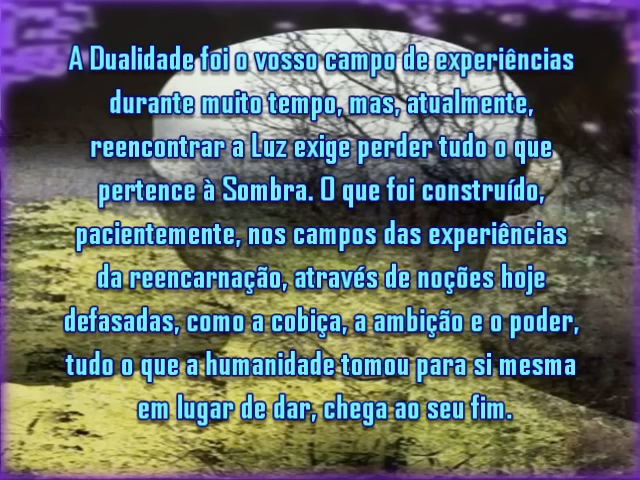 A Dualidade foi o vosso campo de experiências
durante muito tempo, mas, atualmente,
reencontrar a Luz exige perder tudo o que
pertence à Sombra. O que foi construído,
pacientemente, nos campos das experiências
da reencarnação, através de noções hoje
defasadas, como a cobiça, a ambição e o poder,
tudo o que a humanidade tomou para si mesma
em lugar de dar, chega ao seu fim.